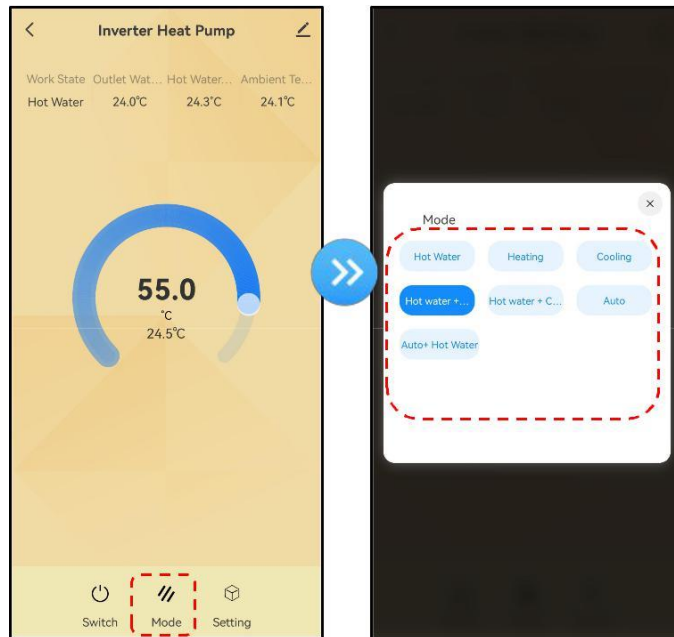 Inverter Heat Pump
Work State Outlet Wat... Hot Water... Ambient Te...
Hot Water 24.0°C 24.3°C 24.1°C
55.0
°C
24.5°C
Switch Mode Setting
Mode
Hot Water Heating Cooling
Hot water +... Hot water + C... Auto
Auto+ Hot Water